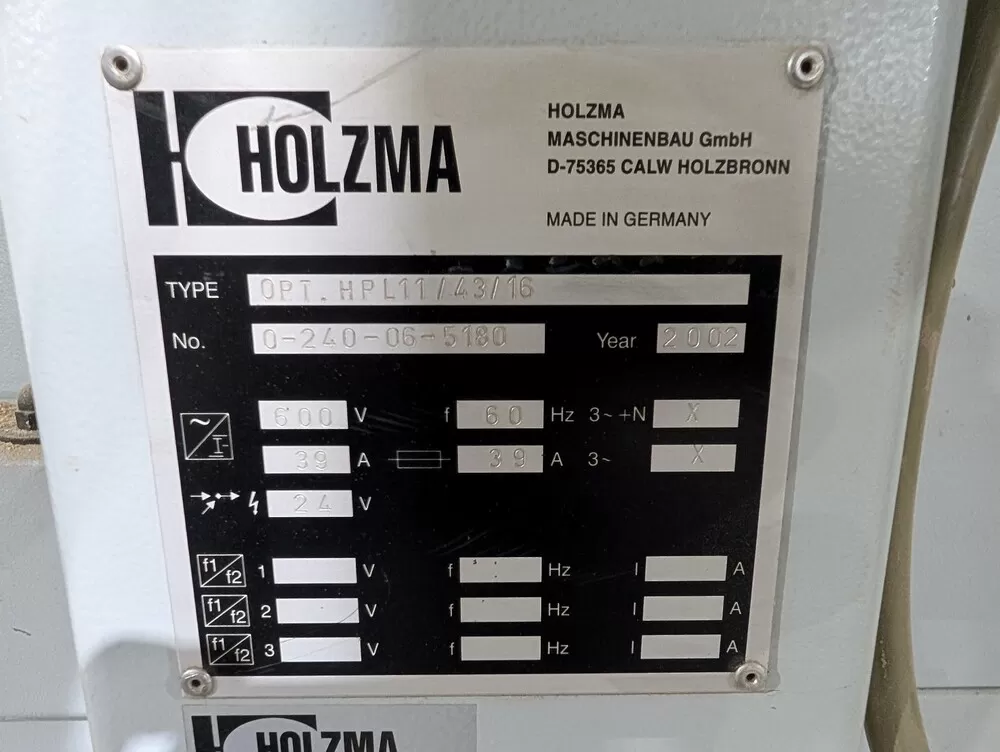 HOLZMA
HOLZMA
MASCHINENBAU GmbH
D-75365 CALW HOLZBRONN
MADE IN GERMANY
TYPE OPT.HPL11/43/16
No. 0-240-06-5180 Year 2002
~ 600 V f 60 Hz 3~ +N X
39 A 39 A 3~ X
24 V
f1/f2 1 V f Hz I A
f1/f2 2 V f Hz I A
f1/f2 3 V f Hz I A
HOLZMA